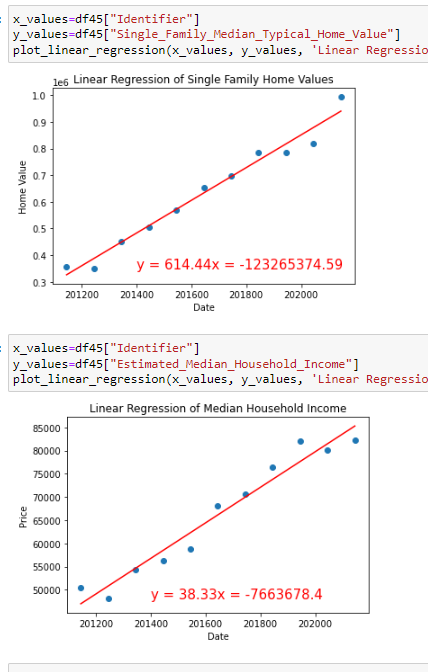 x_values=df45["Identifier"]
y_values=df45["Single_Family_Median_Typical_Home_Value"]
plot_linear_regression(x_values, y_values, 'Linear Regressio
1e6
Linear Regression of Single Family Home Values
1.0
0.9
0.8
0.7
0.6
0.5
0.4
0.3
Home Value
y = 614.44x = -123265374.59
201200 201400 201600 201800 202000
Date
x_values=df45["Identifier"]
y_values=df45["Estimated_Median_Household_Income"]
plot_linear_regression(x_values, y_values, 'Linear Regressio
Linear Regression of Median Household Income
85000
80000
75000
70000
65000
60000
55000
50000
Price
y = 38.33x = -7663678.4
201200 201400 201600 201800 202000
Date